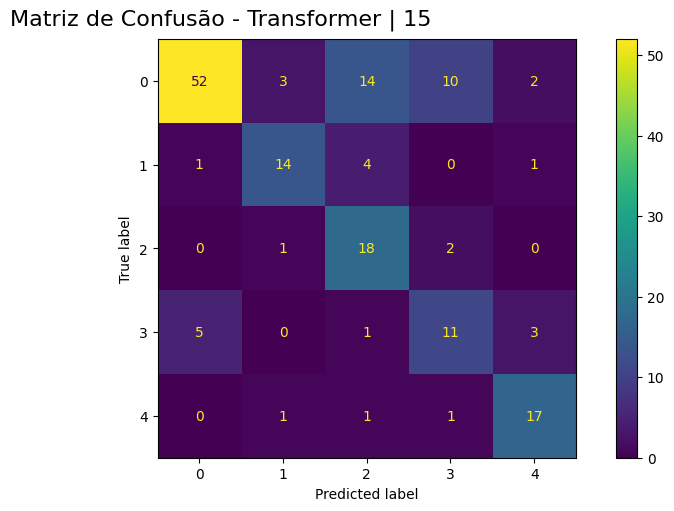 Matriz de Confusão - Transformer | 15
0 52 3 14 10 2
1 1 14 4 0 1
2 0 1 18 2 0
3 5 0 1 11 3
4 0 1 1 1 17
0 1 2 3 4
Predicted label
True label
50
40
30
20
10
0